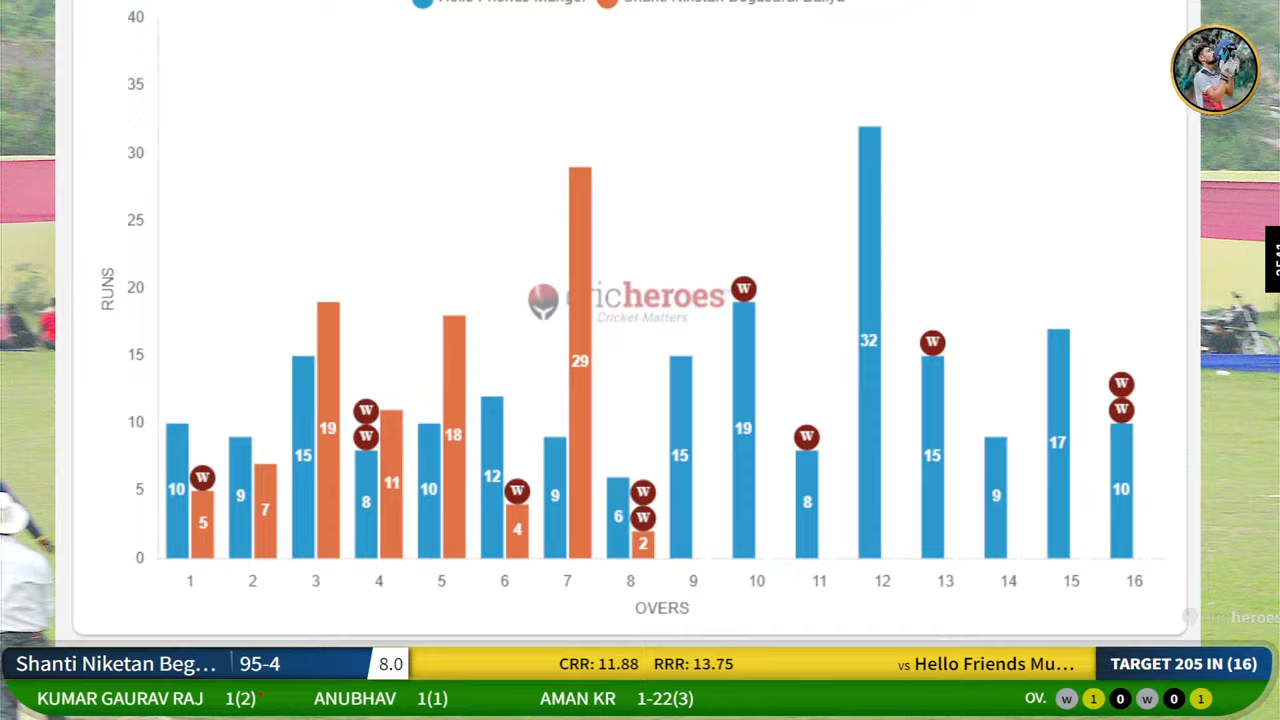 40
35
30
25
20
15
10
5
0
RUNS
10 5 9 7 15 19 8 11 10 18 12 4 9 29 6 2 15 19 8 32 15 9 17 10
W W W W W W W W W W W
cricheroes
Cricket Matters
1 2 3 4 5 6 7 8 9 10 11 12 13 14 15 16
OVERS
heroes
Shanti Niketan Beg... 95-4 8.0 CRR: 11.88 RRR: 13.75 vs Hello Friends Mu... TARGET 205 IN (16)
KUMAR GAURAV RAJ 1(2)* ANUBHAV 1(1) AMAN KR 1-22(3) OV. W 1 0 W 0 1